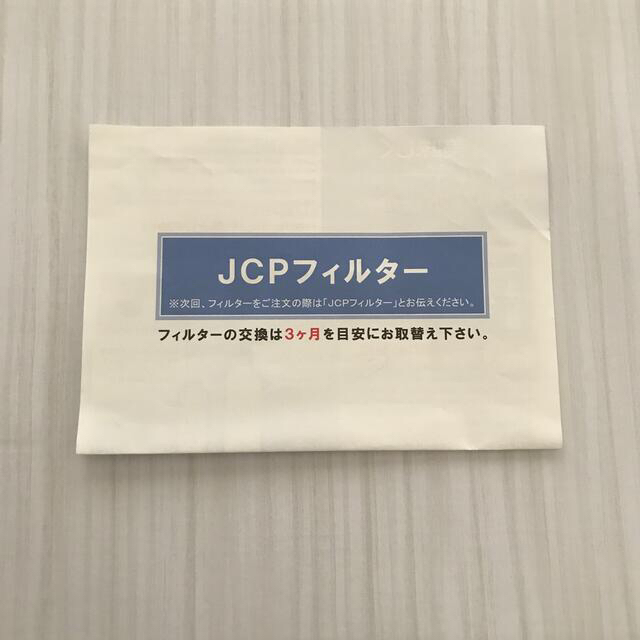 JCPフィルター
※次回、フィルターをご注文の際は「JCPフィルター」とお伝えください。
フィルターの交換は3ヶ月を目安にお取替え下さい。